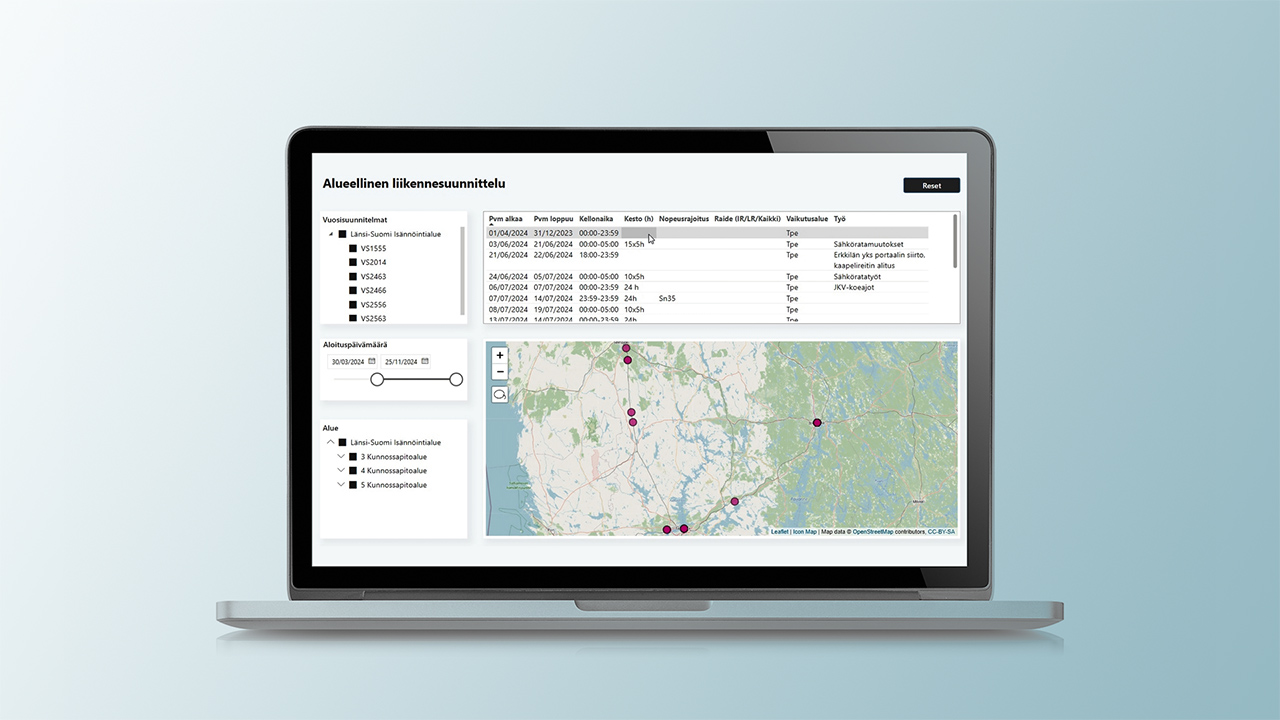 Alueellinen liikennesuunnittelu
Reset
Vuosisuunnitelmat
Länsi-Suomi Isännöintialue
VS1555
VS2014
VS2463
VS2466
VS2556
VS2563
Pvm alkaa Pvm loppuu Kellonaika Kesto (h) Nopeusrajoitus Raide (IR/LR/Kaikki) Vaikutusalue Työ
01/04/2024 31/12/2023 00:00-23:59 Tpe
03/06/2024 21/06/2024 00:00-05:00 15x5h Tpe Sähköratamuutokset
21/06/2024 22/06/2024 18:00-23:59 Tpe Erkkilän yks portaalin siirto,
kaapelireitin alitus
24/06/2024 05/07/2024 00:00-05:00 10x5h Tpe Sähköratatyöt
06/07/2024 07/07/2024 00:00-23:59 24 h Tpe JKV-koeajot
07/07/2024 14/07/2024 23:59-23:59 24h Sn35 Tpe
08/07/2024 19/07/2024 00:00-05:00 10x5h Tpe
13/07/2024 14/07/2024 00:00-23:59 24h Tpe
Aloituspäivämäärä
30/03/2024 25/11/2024
Alue
Länsi-Suomi Isännöintialue
3 Kunnossapitoalue
4 Kunnossapitoalue
5 Kunnossapitoalue
+
−
Leaflet | Icon Map | Map data © OpenStreetMap contributors, CC-BY-SA